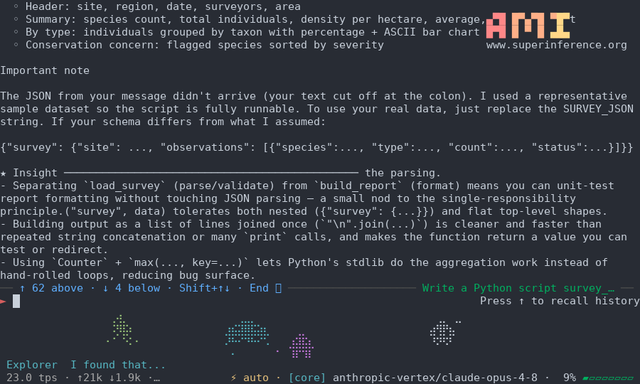 ◦ Header: site, region, date, surveyors, area
◦ Summary: species count, total individuals, density per hectare, average, t
◦ By type: individuals grouped by taxon with percentage + ASCII bar chart
◦ Conservation concern: flagged species sorted by severity
AMI
www.superinference.org
Important note
The JSON from your message didn't arrive (your text cut off at the colon). I used a representative
sample dataset so the script is fully runnable. To use your real data, just replace the SURVEY_JSON
string. If your schema differs from what I assumed:
{"survey": {"site": ..., "observations": [{"species":..., "type":..., "count":..., "status":...}]}}
★ Insight ───────────────────────────────────────────── the parsing.
- Separating `load_survey` (parse/validate) from `build_report` (format) means you can unit-test
report formatting without touching JSON parsing — a small nod to the single-responsibility
principle.("survey", data) tolerates both nested ({"survey": {...}}) and flat top-level shapes.
- Building output as a list of lines joined once (`"\n".join(...)`) is cleaner and faster than
repeated string concatenation or many `print` calls, and makes the function return a value you can
test or redirect.
- Using `Counter` + `max(..., key=...)` lets Python's stdlib do the aggregation work instead of
hand-rolled loops, reducing bug surface.
── ↑ 62 above · ↓ 4 below · Shift+↑↓ · End ── Write a Python script survey_… ──
► Press ↑ to recall history
Explorer I found that...
23.0 tps · ↑21k ↓1.9k ·… ⚡ auto · [core] anthropic-vertex/claude-opus-4-8 · 9%